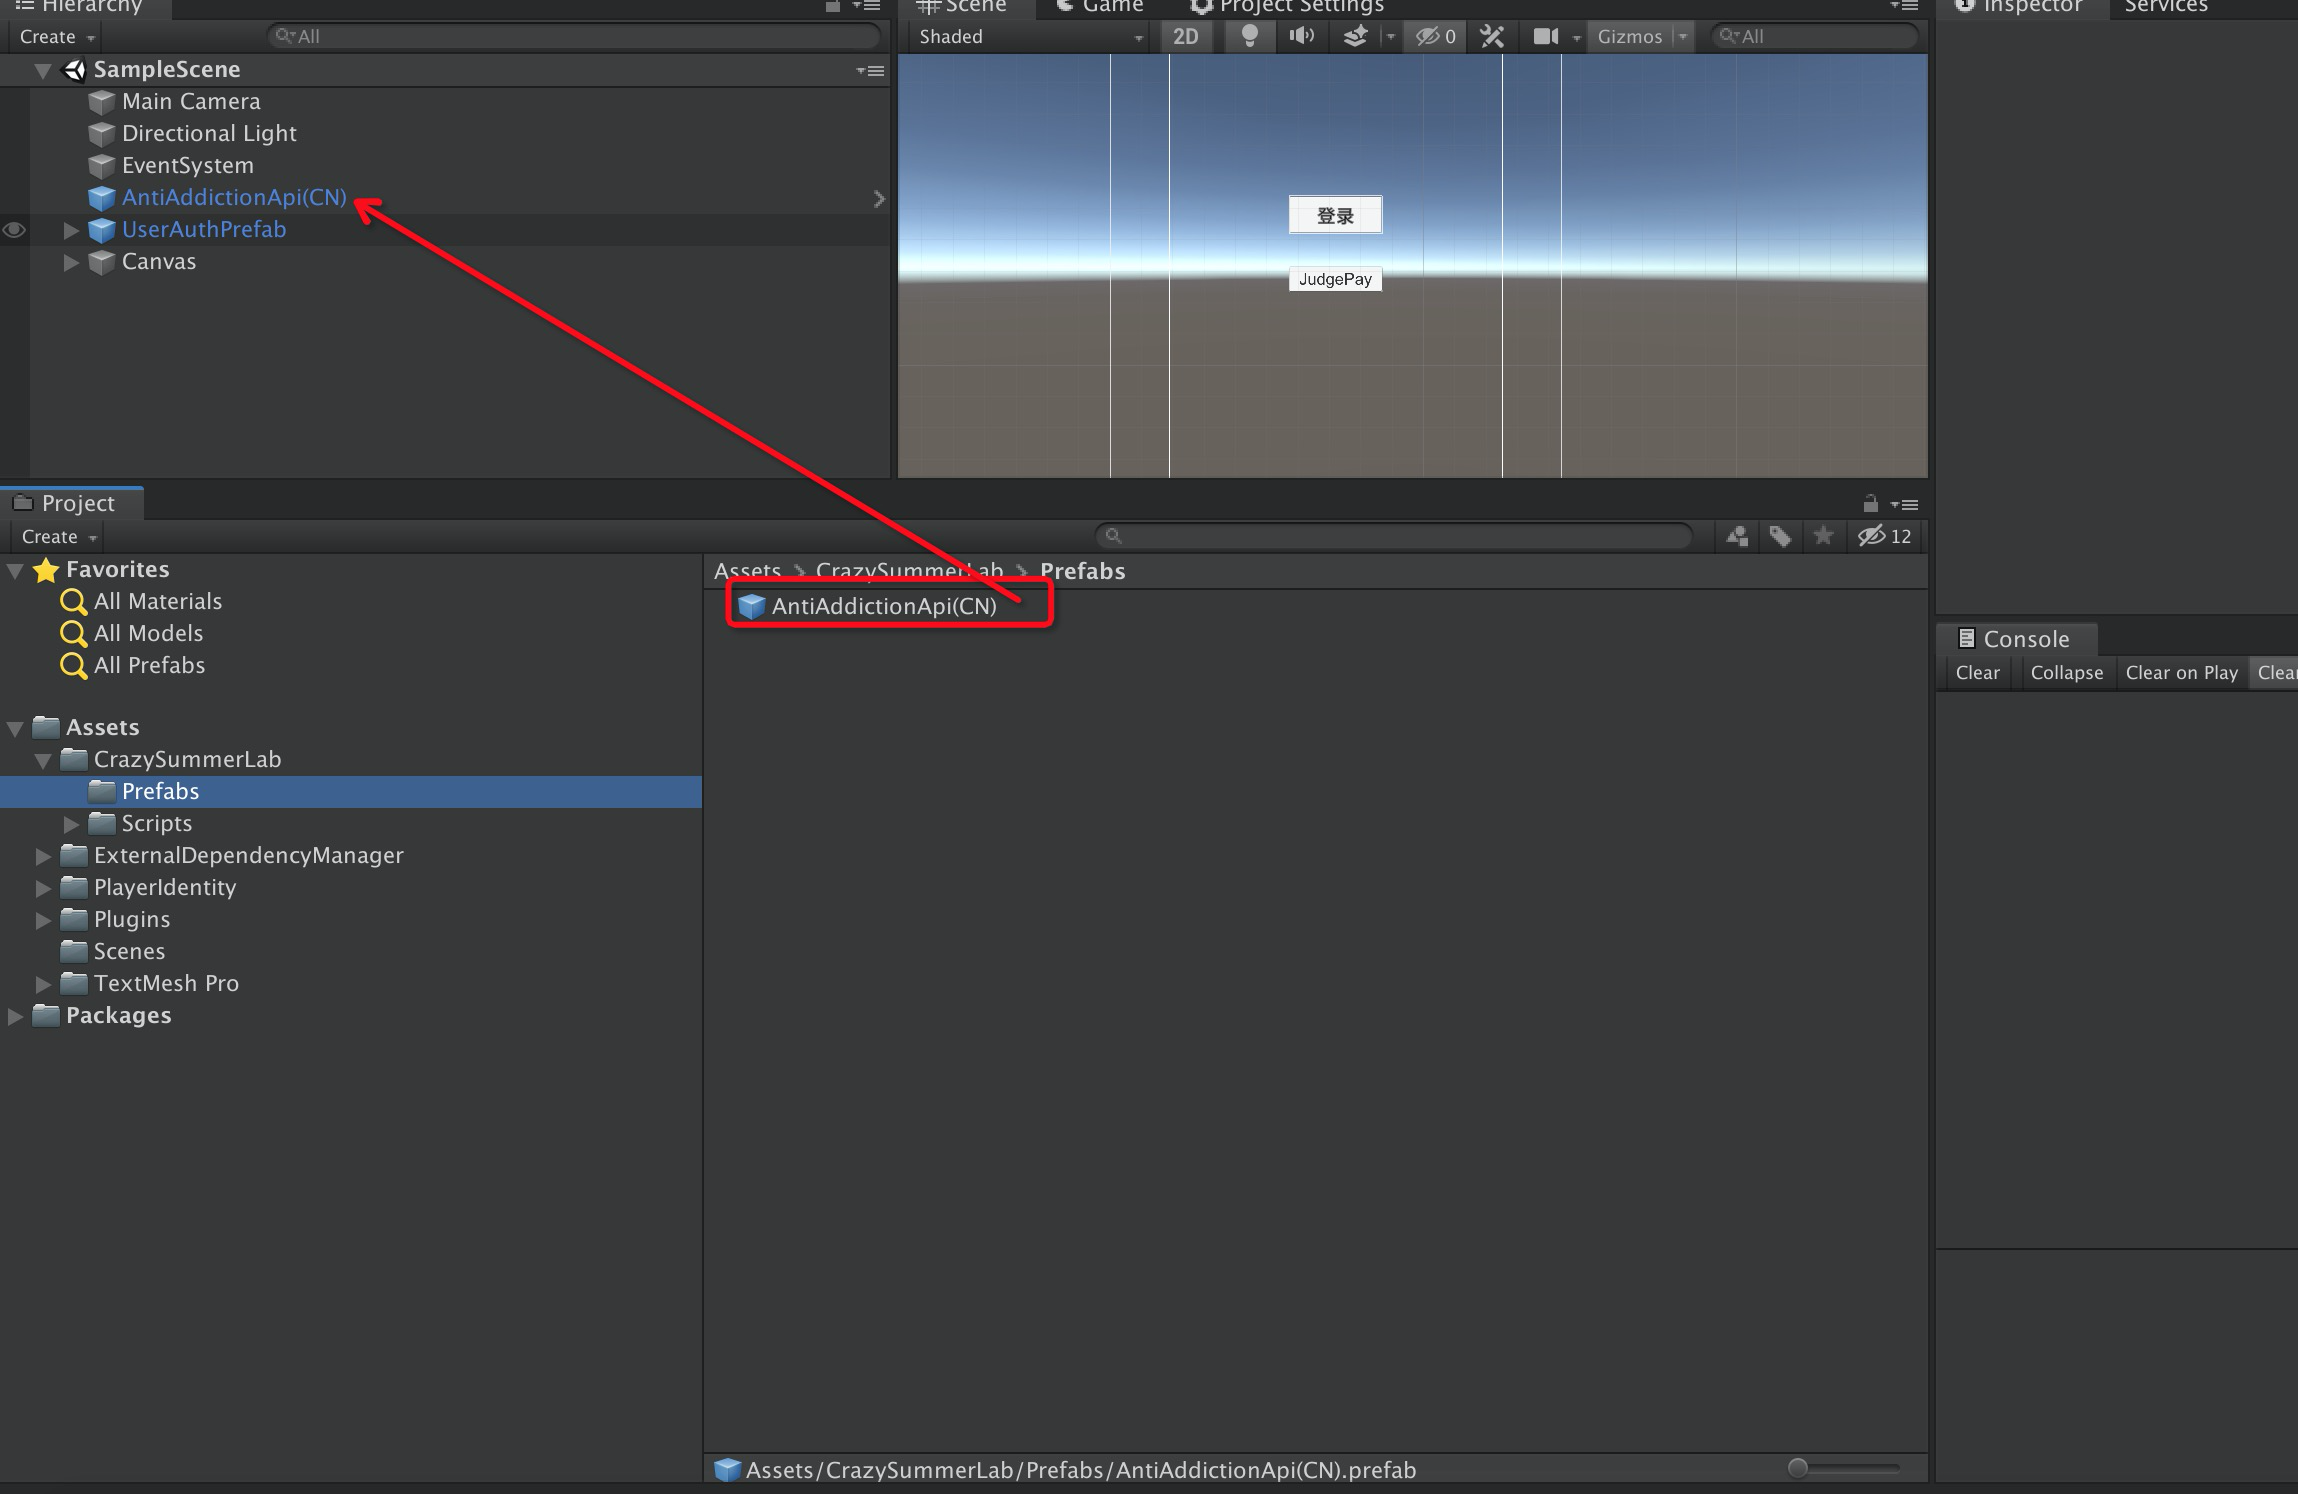 Hierarchy
Create
All
SampleScene
Main Camera
Directional Light
EventSystem
AntiAddictionApi(CN)
UserAuthPrefab
Canvas
Scene
Game
Project Settings
Shaded
2D
0
Gizmos
All
登录
JudgePay
Inspector
Services
Project
Create
12
Favorites
All Materials
All Models
All Prefabs
Assets
CrazySummerLab
Prefabs
Scripts
ExternalDependencyManager
PlayerIdentity
Plugins
Scenes
TextMesh Pro
Packages
Assets CrazySummerLab Prefabs
AntiAddictionApi(CN)
Assets/CrazySummerLab/Prefabs/AntiAddictionApi(CN).prefab
Console
Clear
Collapse
Clear on Play
Clear